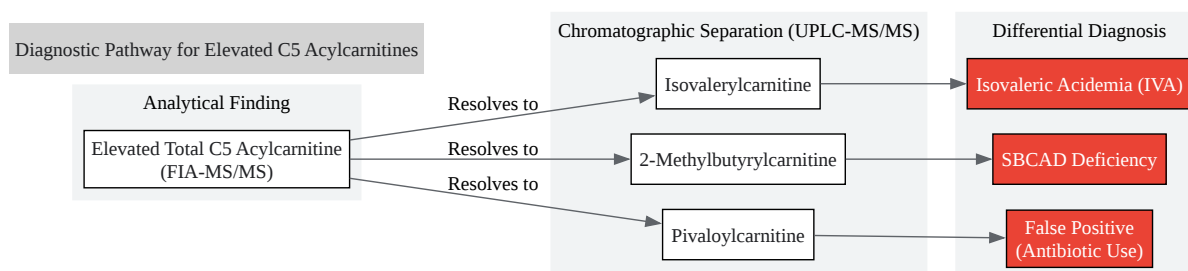 Diagnostic Pathway for Elevated C5 Acylcarnitines
Analytical Finding
Elevated Total C5 Acylcarnitine
(FIA-MS/MS)
Resolves to
Resolves to
Resolves to
Chromatographic Separation (UPLC-MS/MS)
Isovalerylcarnitine
2-Methylbutyrylcarnitine
Pivaloylcarnitine
Differential Diagnosis
Isovaleric Acidemia (IVA)
SBCAD Deficiency
False Positive
(Antibiotic Use)